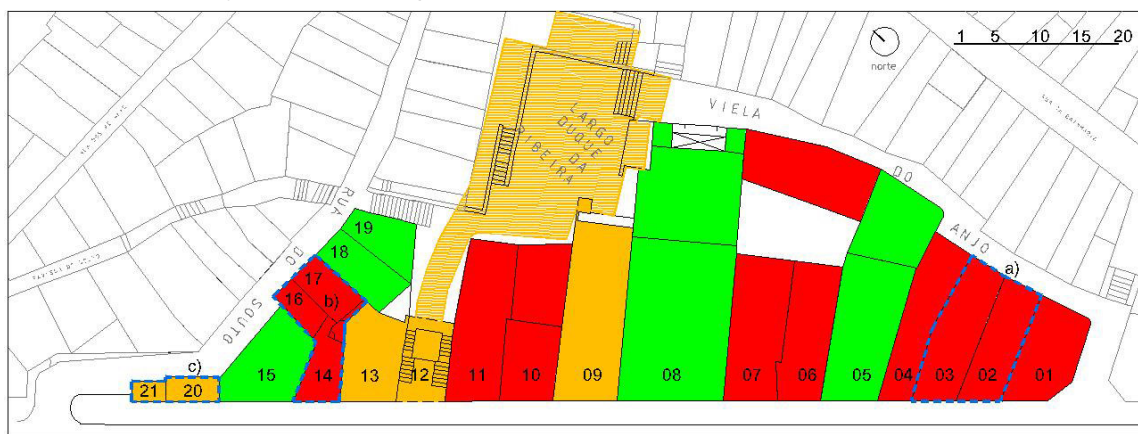 1 5 10 15 20
norte
VIELA
DO
ANJO
LARGO
DUQUE
DA
RIBEIRA
RUA
DO
SOUTO
19
18
17
16
b)
a)
c)
21
20
15
14
13
12
11
10
09
08
07
06
05
04
03
02
01